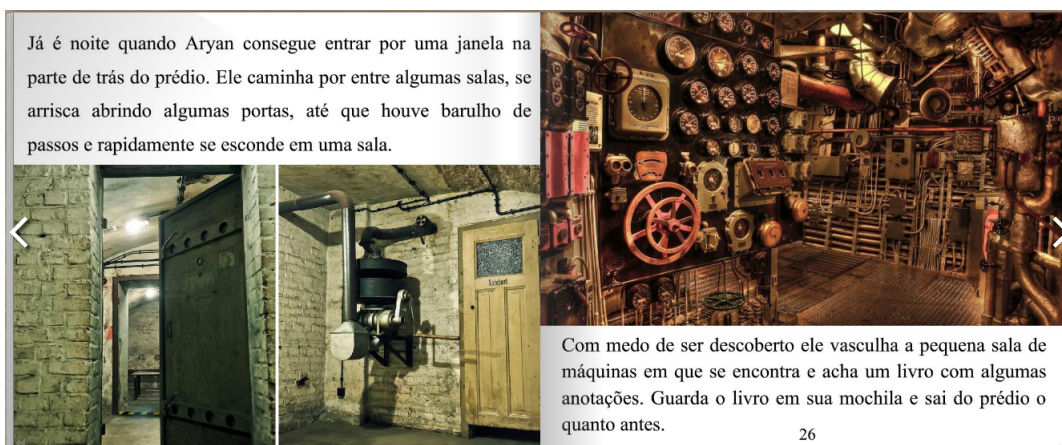 Já é noite quando Aryan consegue entrar por uma janela na
parte de trás do prédio. Ele caminha por entre algumas salas, se
arrisca abrindo algumas portas, até que houve barulho de
passos e rapidamente se esconde em uma sala.
Com medo de ser descoberto ele vasculha a pequena sala de
máquinas em que se encontra e acha um livro com algumas
anotações. Guarda o livro em sua mochila e sai do prédio o
quanto antes.
26